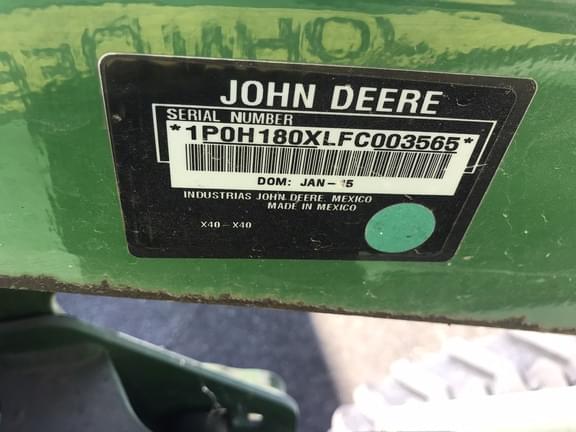 JOHN DEERE
SERIAL NUMBER
*1P0H180XLFC003565*
DOM: JAN-15
INDUSTRIAS JOHN DEERE, MEXICO
MADE IN MEXICO
X40-X40